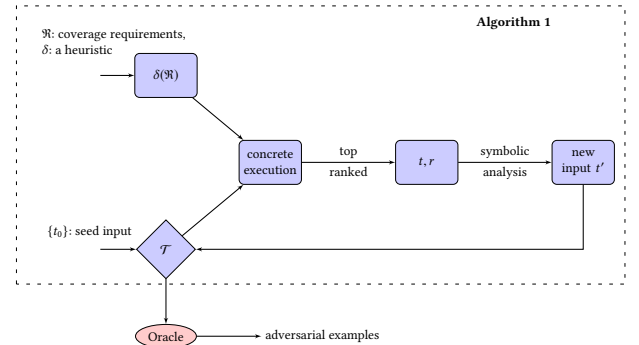 Algorithm 1
ℜ: coverage requirements,
δ: a heuristic
δ(ℜ)
concrete
execution
top
ranked
t, r
symbolic
analysis
new
input t′
{t₀}: seed input
𝒯
Oracle
adversarial examples